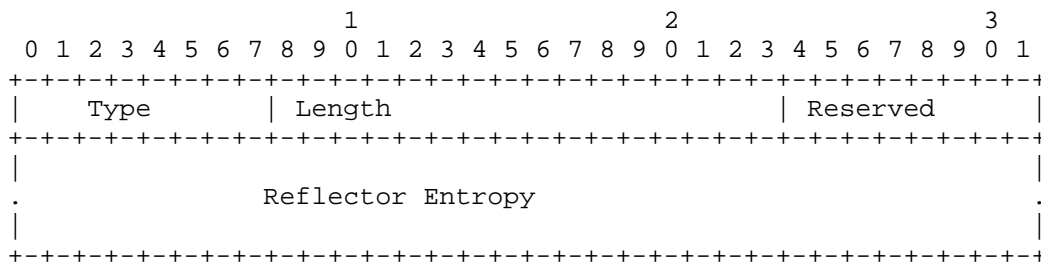 1                   2                   3
 0 1 2 3 4 5 6 7 8 9 0 1 2 3 4 5 6 7 8 9 0 1 2 3 4 5 6 7 8 9 0 1
+-+-+-+-+-+-+-+-+-+-+-+-+-+-+-+-+-+-+-+-+-+-+-+-+-+-+-+-+-+-+-+-+
|    Type       | Length                        | Reserved      |
+-+-+-+-+-+-+-+-+-+-+-+-+-+-+-+-+-+-+-+-+-+-+-+-+-+-+-+-+-+-+-+-+
|                                                               |
.               Reflector Entropy                               .
|                                                               |
+-+-+-+-+-+-+-+-+-+-+-+-+-+-+-+-+-+-+-+-+-+-+-+-+-+-+-+-+-+-+-+-+